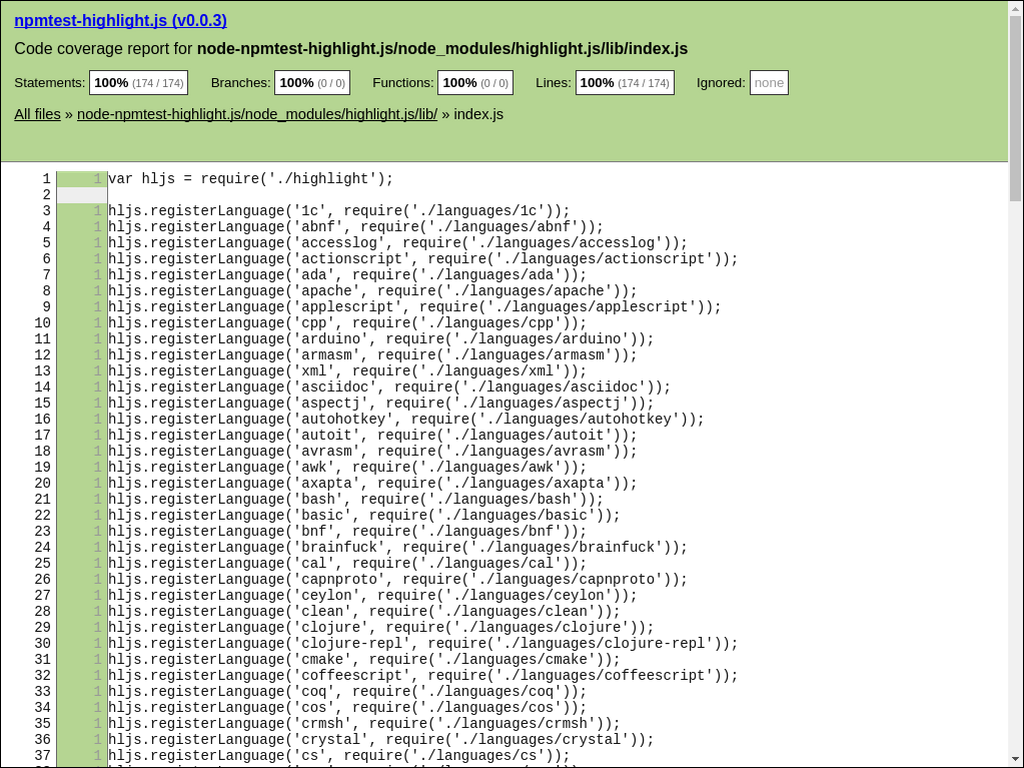 npmtest-highlight.js (v0.0.3)
Code coverage report for node-npmtest-highlight.js/node_modules/highlight.js/lib/index.js
Statements: 100% (174 / 174) Branches: 100% (0 / 0) Functions: 100% (0 / 0) Lines: 100% (174 / 174) Ignored: none
All files » node-npmtest-highlight.js/node_modules/highlight.js/lib/ » index.js
1 1 var hljs = require('./highlight');
2
3 1 hljs.registerLanguage('1c', require('./languages/1c'));
4 1 hljs.registerLanguage('abnf', require('./languages/abnf'));
5 1 hljs.registerLanguage('accesslog', require('./languages/accesslog'));
6 1 hljs.registerLanguage('actionscript', require('./languages/actionscript'));
7 1 hljs.registerLanguage('ada', require('./languages/ada'));
8 1 hljs.registerLanguage('apache', require('./languages/apache'));
9 1 hljs.registerLanguage('applescript', require('./languages/applescript'));
10 1 hljs.registerLanguage('cpp', require('./languages/cpp'));
11 1 hljs.registerLanguage('arduino', require('./languages/arduino'));
12 1 hljs.registerLanguage('armasm', require('./languages/armasm'));
13 1 hljs.registerLanguage('xml', require('./languages/xml'));
14 1 hljs.registerLanguage('asciidoc', require('./languages/asciidoc'));
15 1 hljs.registerLanguage('aspectj', require('./languages/aspectj'));
16 1 hljs.registerLanguage('autohotkey', require('./languages/autohotkey'));
17 1 hljs.registerLanguage('autoit', require('./languages/autoit'));
18 1 hljs.registerLanguage('avrasm', require('./languages/avrasm'));
19 1 hljs.registerLanguage('awk', require('./languages/awk'));
20 1 hljs.registerLanguage('axapta', require('./languages/axapta'));
21 1 hljs.registerLanguage('bash', require('./languages/bash'));
22 1 hljs.registerLanguage('basic', require('./languages/basic'));
23 1 hljs.registerLanguage('bnf', require('./languages/bnf'));
24 1 hljs.registerLanguage('brainfuck', require('./languages/brainfuck'));
25 1 hljs.registerLanguage('cal', require('./languages/cal'));
26 1 hljs.registerLanguage('capnproto', require('./languages/capnproto'));
27 1 hljs.registerLanguage('ceylon', require('./languages/ceylon'));
28 1 hljs.registerLanguage('clean', require('./languages/clean'));
29 1 hljs.registerLanguage('clojure', require('./languages/clojure'));
30 1 hljs.registerLanguage('clojure-repl', require('./languages/clojure-repl'));
31 1 hljs.registerLanguage('cmake', require('./languages/cmake'));
32 1 hljs.registerLanguage('coffeescript', require('./languages/coffeescript'));
33 1 hljs.registerLanguage('coq', require('./languages/coq'));
34 1 hljs.registerLanguage('cos', require('./languages/cos'));
35 1 hljs.registerLanguage('crmsh', require('./languages/crmsh'));
36 1 hljs.registerLanguage('crystal', require('./languages/crystal'));
37 1 hljs.registerLanguage('cs', require('./languages/cs'));